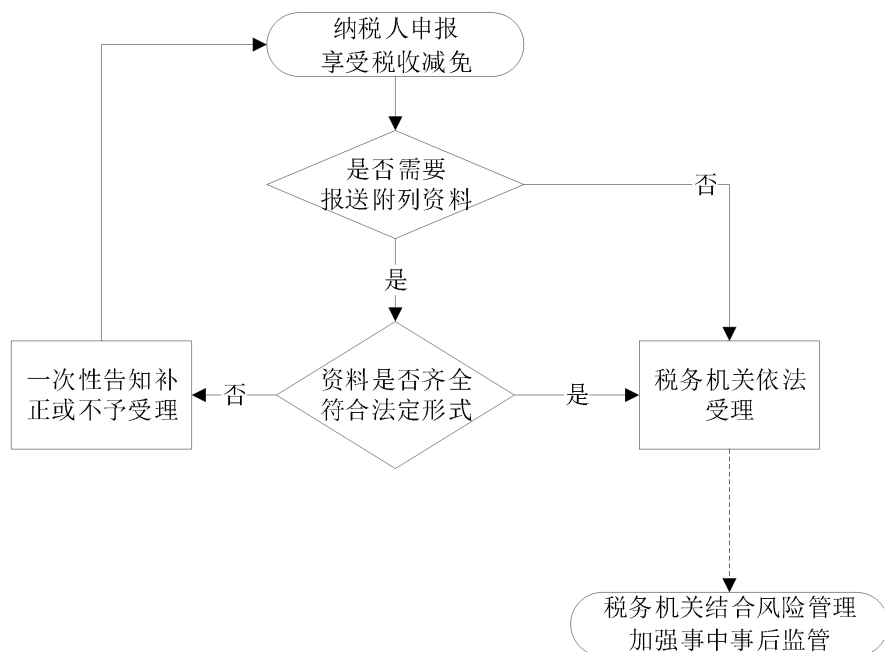 纳税人申报
享受税收减免
是否需要
报送附列资料
否
是
一次性告知补
正或不予受理
否
资料是否齐全
符合法定形式
是
税务机关依法
受理
税务机关结合风险管理
加强事中事后监管